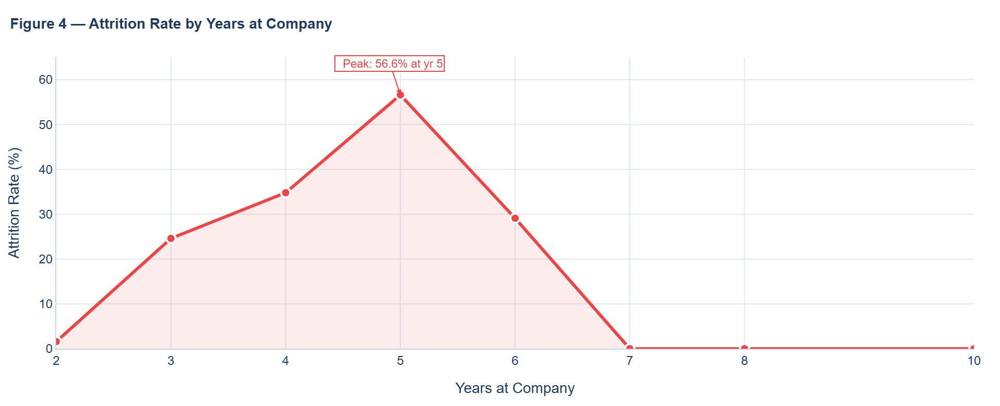 Figure 4 — Attrition Rate by Years at Company
Peak: 56.6% at yr 5
Attrition Rate (%)
60
50
40
30
20
10
0
2 3 4 5 6 7 8 10
Years at Company